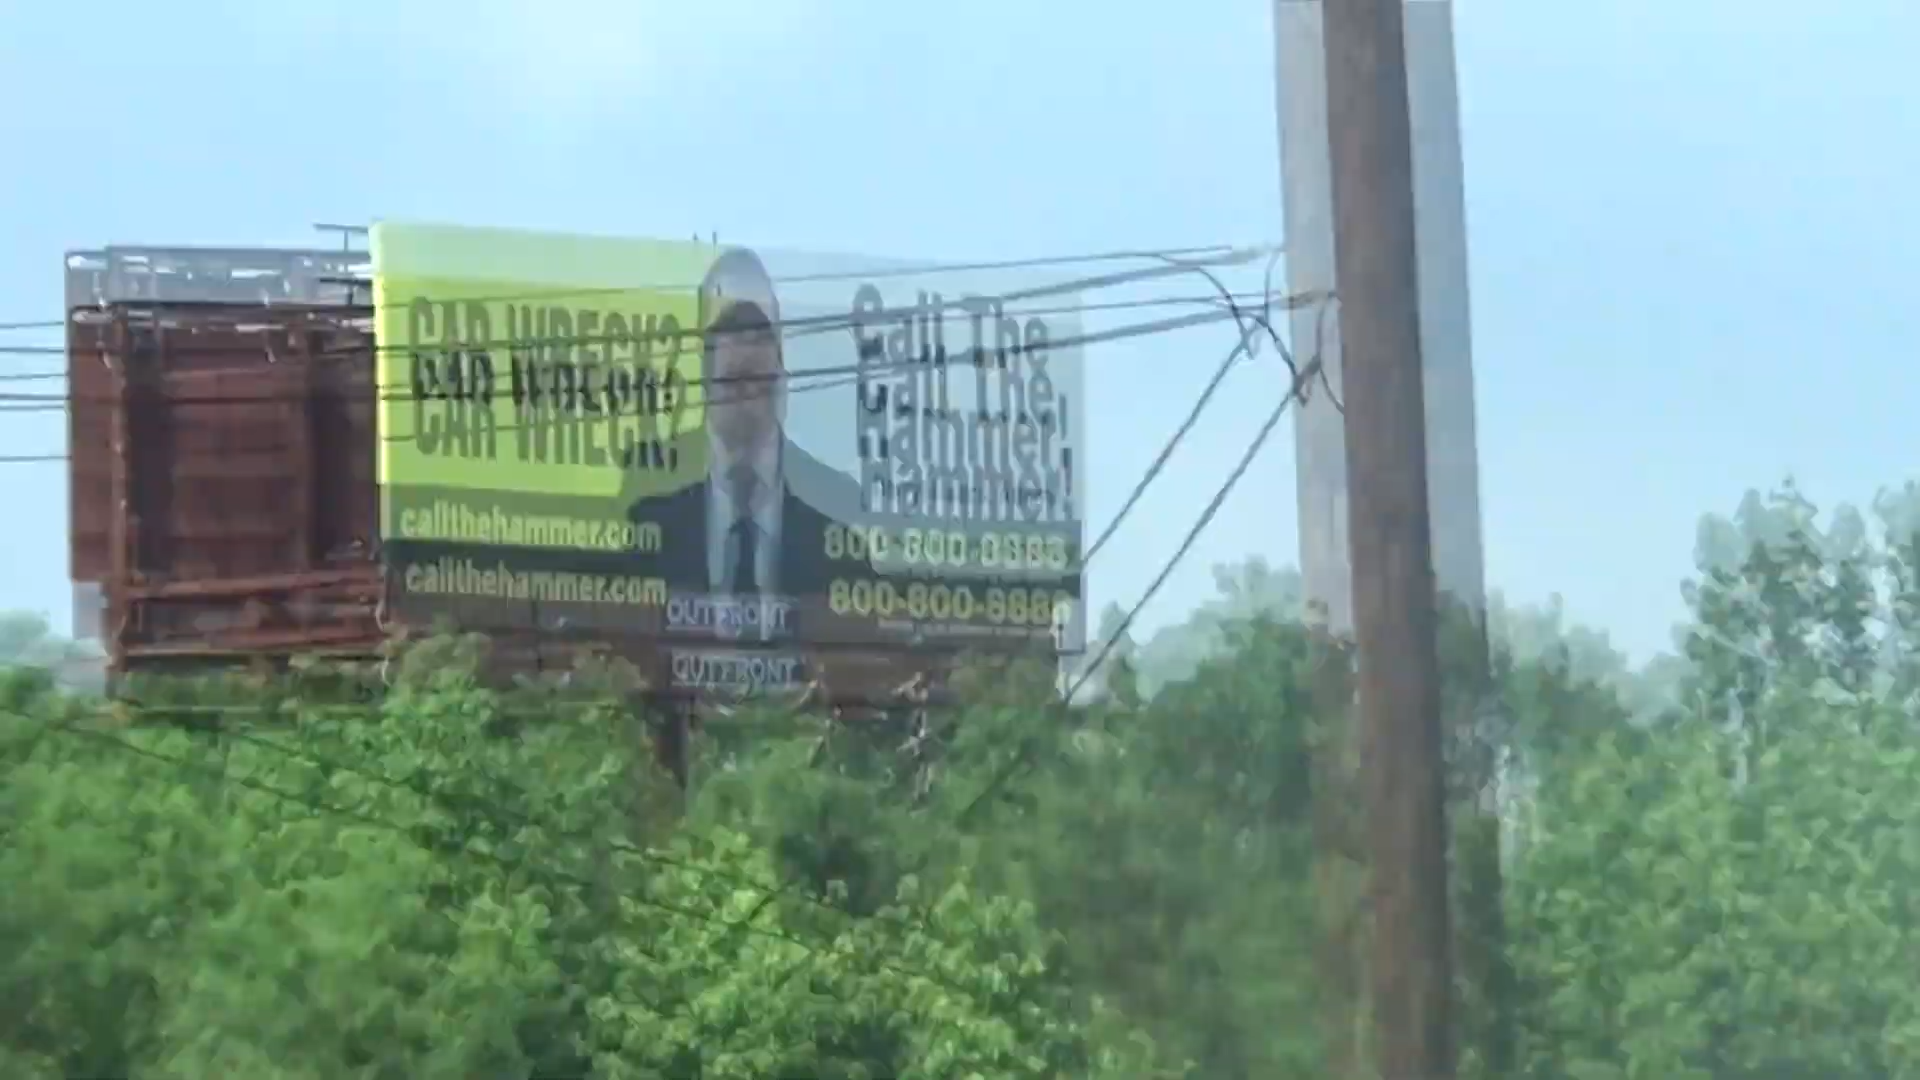 CAR WRECK?
callthehammer.com
Call The
Hammer!
800-800-8888
OUTFRONT